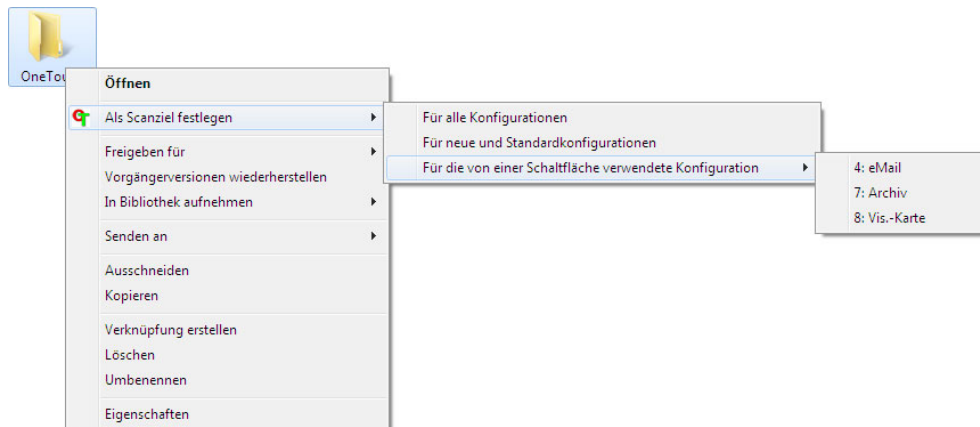 OneTou
Öffnen
Als Scanziel festlegen
Freigeben für
Vorgängerversionen wiederherstellen
In Bibliothek aufnehmen
Senden an
Ausschneiden
Kopieren
Verknüpfung erstellen
Löschen
Umbenennen
Eigenschaften
Für alle Konfigurationen
Für neue und Standardkonfigurationen
Für die von einer Schaltfläche verwendete Konfiguration
4: eMail
7: Archiv
8: Vis.-Karte